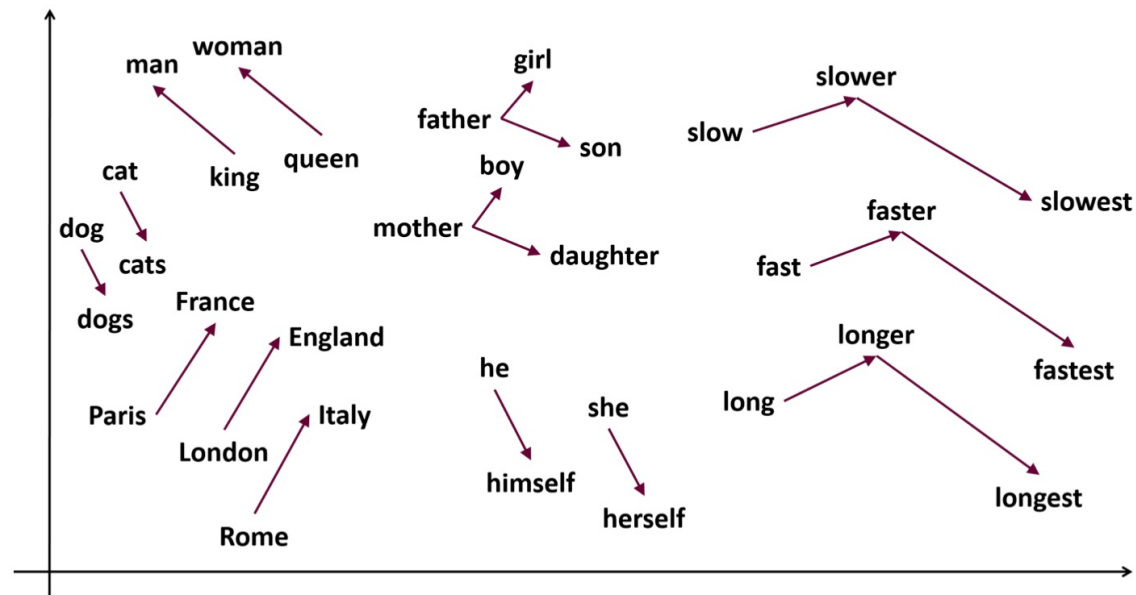 woman
man
king
queen
cat
cats
dog
dogs
France
Paris
England
London
Italy
Rome
girl
father
son
boy
mother
daughter
he
himself
she
herself
slower
slow
slowest
faster
fast
fastest
longer
long
longest